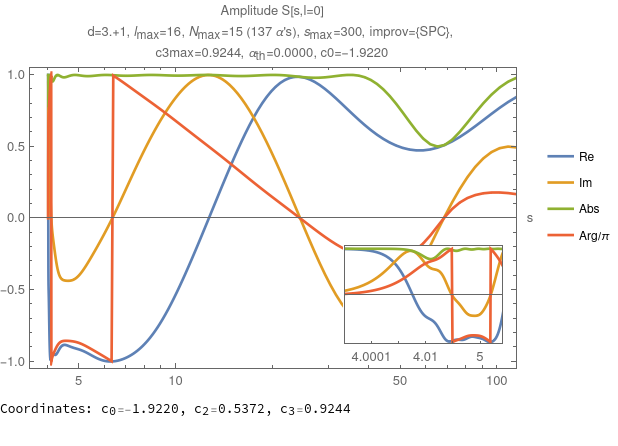 Amplitude S[s,l=0]
d=3.+1, lmax=16, Nmax=15 (137 α's), smax=300, improv={SPC},
c3max=0.9244, αth=0.0000, c0=-1.9220
1.0
0.5
0.0
-0.5
-1.0
5
10
50
100
s
4.0001
4.01
5
Re
Im
Abs
Arg/π
Coordinates: c0=-1.9220, c2=0.5372, c3=0.9244